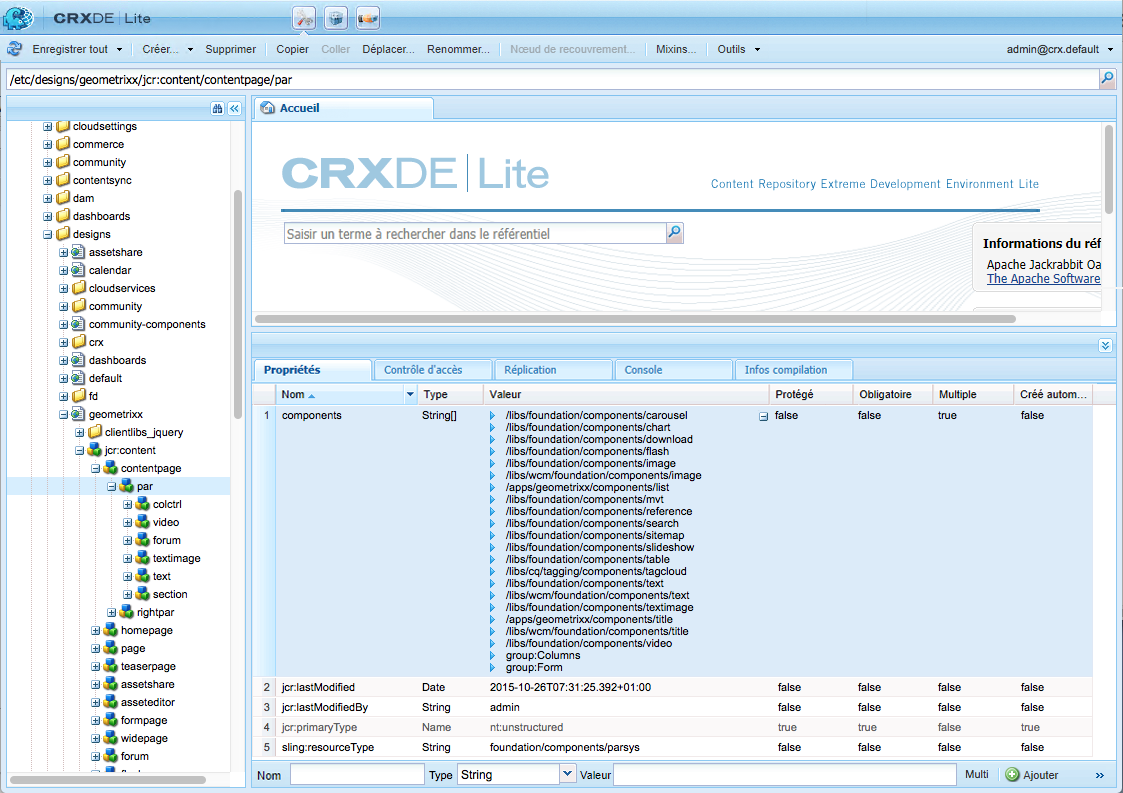 CRXDE | Lite
Enregistrer tout Créer... Supprimer Copier Coller Déplacer... Renommer... Nœud de recouvrement... Mixins... Outils admin@crx.default
/etc/designs/geometrixx/jcr:content/contentpage/par
cloudsettings
commerce
community
contentsync
dam
dashboards
designs
assetshare
calendar
cloudservices
community
community-components
crx
dashboards
default
fd
geometrixx
clientlibs_jquery
jcr:content
contentpage
par
colctrl
video
forum
textimage
text
section
rightpar
homepage
page
teaserpage
assetshare
asseteditor
formpage
widepage
forum
Accueil
CRXDE | Lite
Content Repository Extreme Development Environment Lite
Saisir un terme à rechercher dans le référentiel
Informations du réf
Apache Jackrabbit Oa
The Apache Software
Propriétés Contrôle d'accès Réplication Console Infos compilation
Nom Type Valeur Protégé Obligatoire Multiple Créé autom...
1 components String[] /libs/foundation/components/carousel false false true false
/libs/foundation/components/chart
/libs/foundation/components/download
/libs/foundation/components/flash
/libs/foundation/components/image
/libs/wcm/foundation/components/image
/apps/geometrixx/components/list
/libs/foundation/components/mvt
/libs/foundation/components/reference
/libs/foundation/components/search
/libs/foundation/components/sitemap
/libs/foundation/components/slideshow
/libs/foundation/components/table
/libs/cq/tagging/components/tagcloud
/libs/foundation/components/text
/libs/wcm/foundation/components/text
/libs/foundation/components/textimage
/apps/geometrixx/components/title
/libs/wcm/foundation/components/title
/libs/foundation/components/video
group:Columns
group:Form
2 jcr:lastModified Date 2015-10-26T07:31:25.392+01:00 false false false false
3 jcr:lastModifiedBy String admin false false false false
4 jcr:primaryType Name nt:unstructured true true false true
5 sling:resourceType String foundation/components/parsys false false false false
Nom Type String Valeur Multi Ajouter »